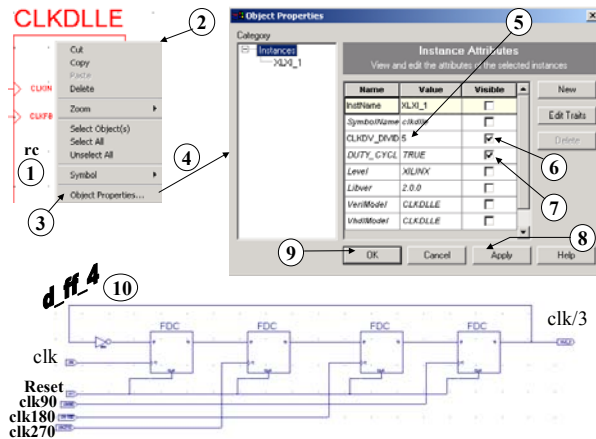 CLKDLLE
2
Cut
Copy
Paste
Delete
Zoom
Select Object(s)
Select All
Unselect All
Symbol
Object Properties...
CLKIN
CLKFB
rc
1
3
4
Object Properties
Category
Instances
XLXI_1
Instance Attributes
View and edit the attributes of the selected instances
5
Name Value Visible
InstName XLXI_1
SymbolName clkdlle
CLKDV_DIVID 5
DUTY_CYCL TRUE
Level XILINX
Libver 2.0.0
VeriModel CLKDLLE
VhdlModel CLKDLLE
New
Edit Traits
Delete
6
7
8
9
OK Cancel Apply Help
d_ff_4
10
FDC FDC FDC FDC
clk/3
clk
Reset
clk90
clk180
clk270